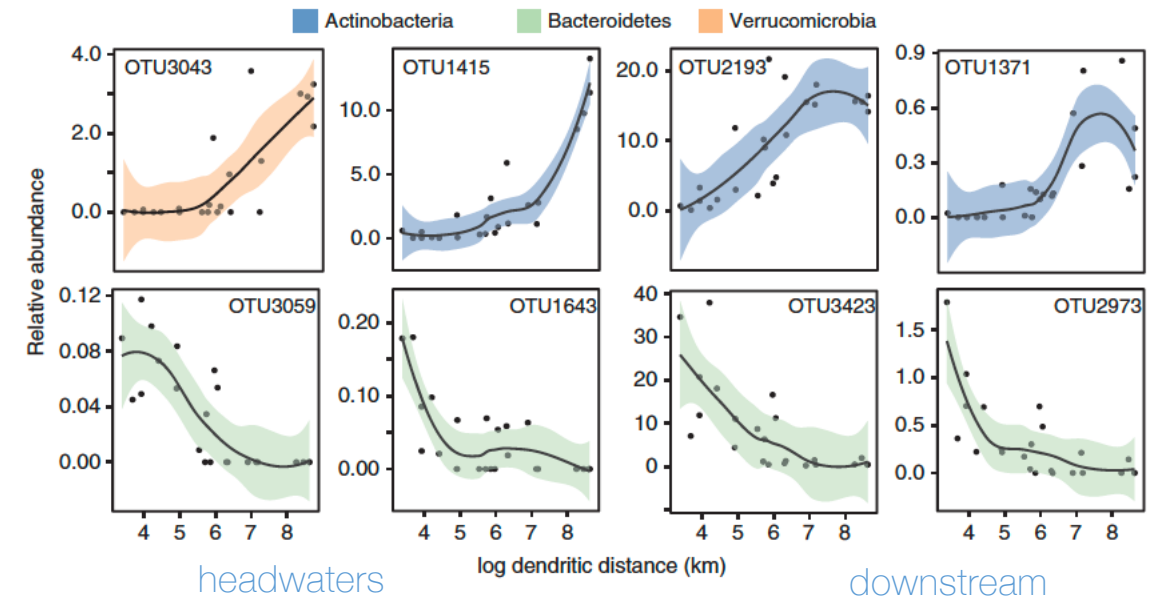 Actinobacteria Bacteroidetes Verrucomicrobia
Relative abundance
4.0
2.0
0.0
OTU3043
10.0
5.0
0.0
OTU1415
20.0
10.0
0.0
OTU2193
0.9
0.6
0.3
0.0
OTU1371
0.12
0.08
0.04
0.00
OTU3059
0.20
0.10
0.00
OTU1643
40
30
20
10
0
OTU3423
1.5
1.0
0.5
0.0
OTU2973
4 5 6 7 8 4 5 6 7 8 4 5 6 7 8 4 5 6 7 8
log dendritic distance (km)
headwaters downstream